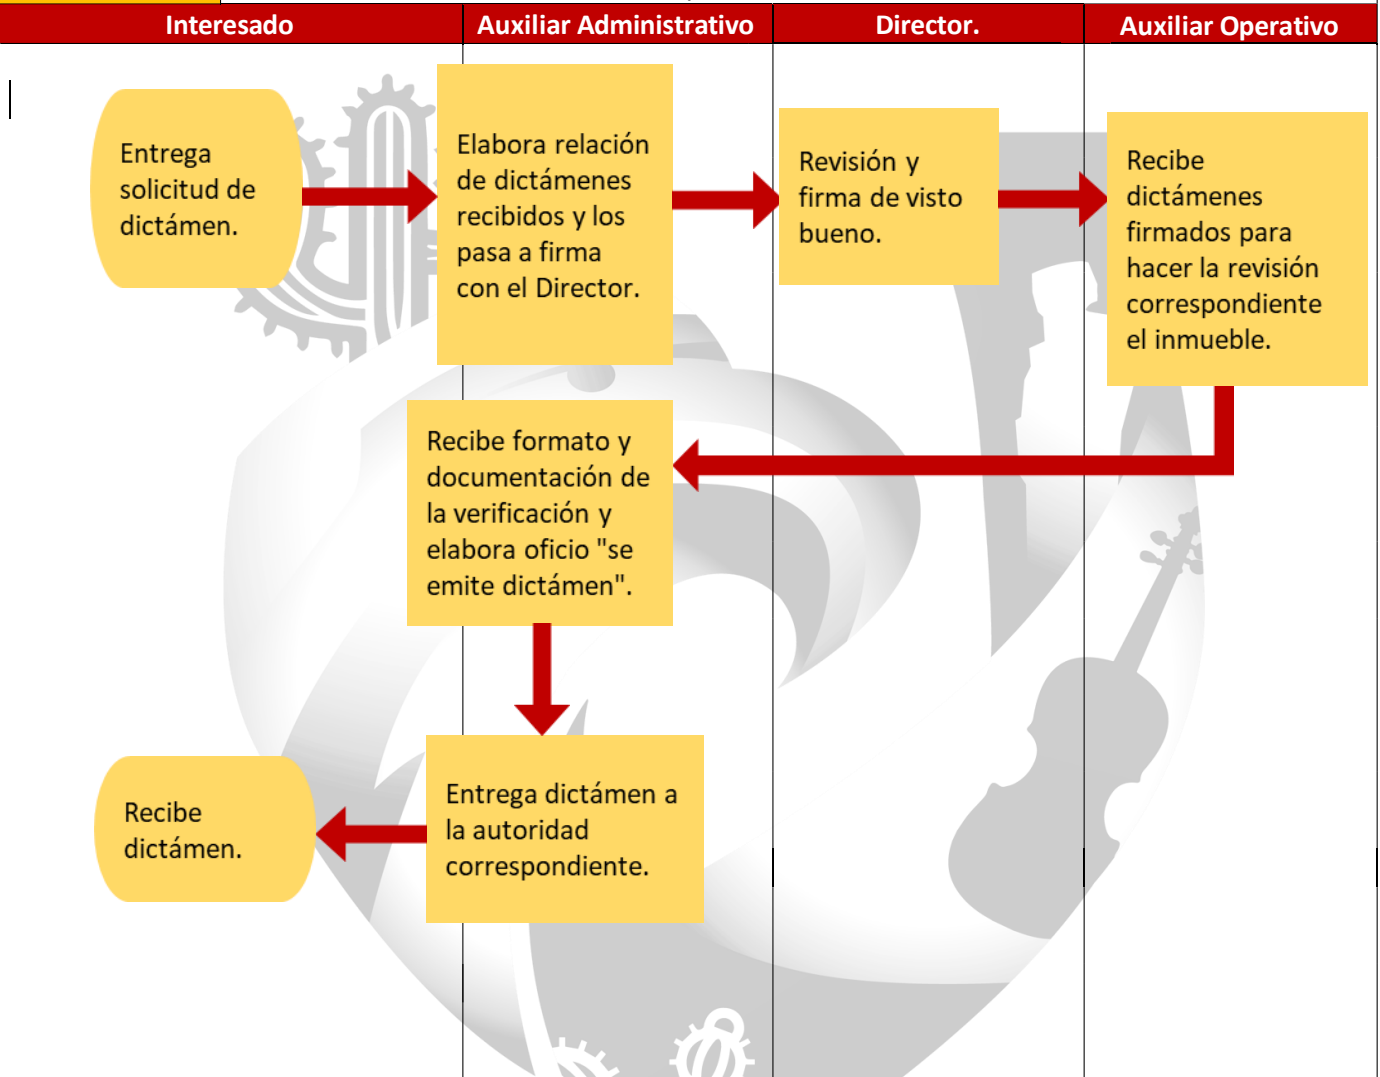 Interesado
Auxiliar Administrativo
Director.
Auxiliar Operativo
Entrega
solicitud de
dictámen.
Elabora relación
de dictámenes
recibidos y los
pasa a firma
con el Director.
Revisión y
firma de visto
bueno.
Recibe
dictámenes
firmados para
hacer la revisión
correspondiente
el inmueble.
Recibe formato y
documentación de
la verificación y
elabora oficio "se
emite dictámen".
Entrega dictámen a
la autoridad
correspondiente.
Recibe
dictámen.